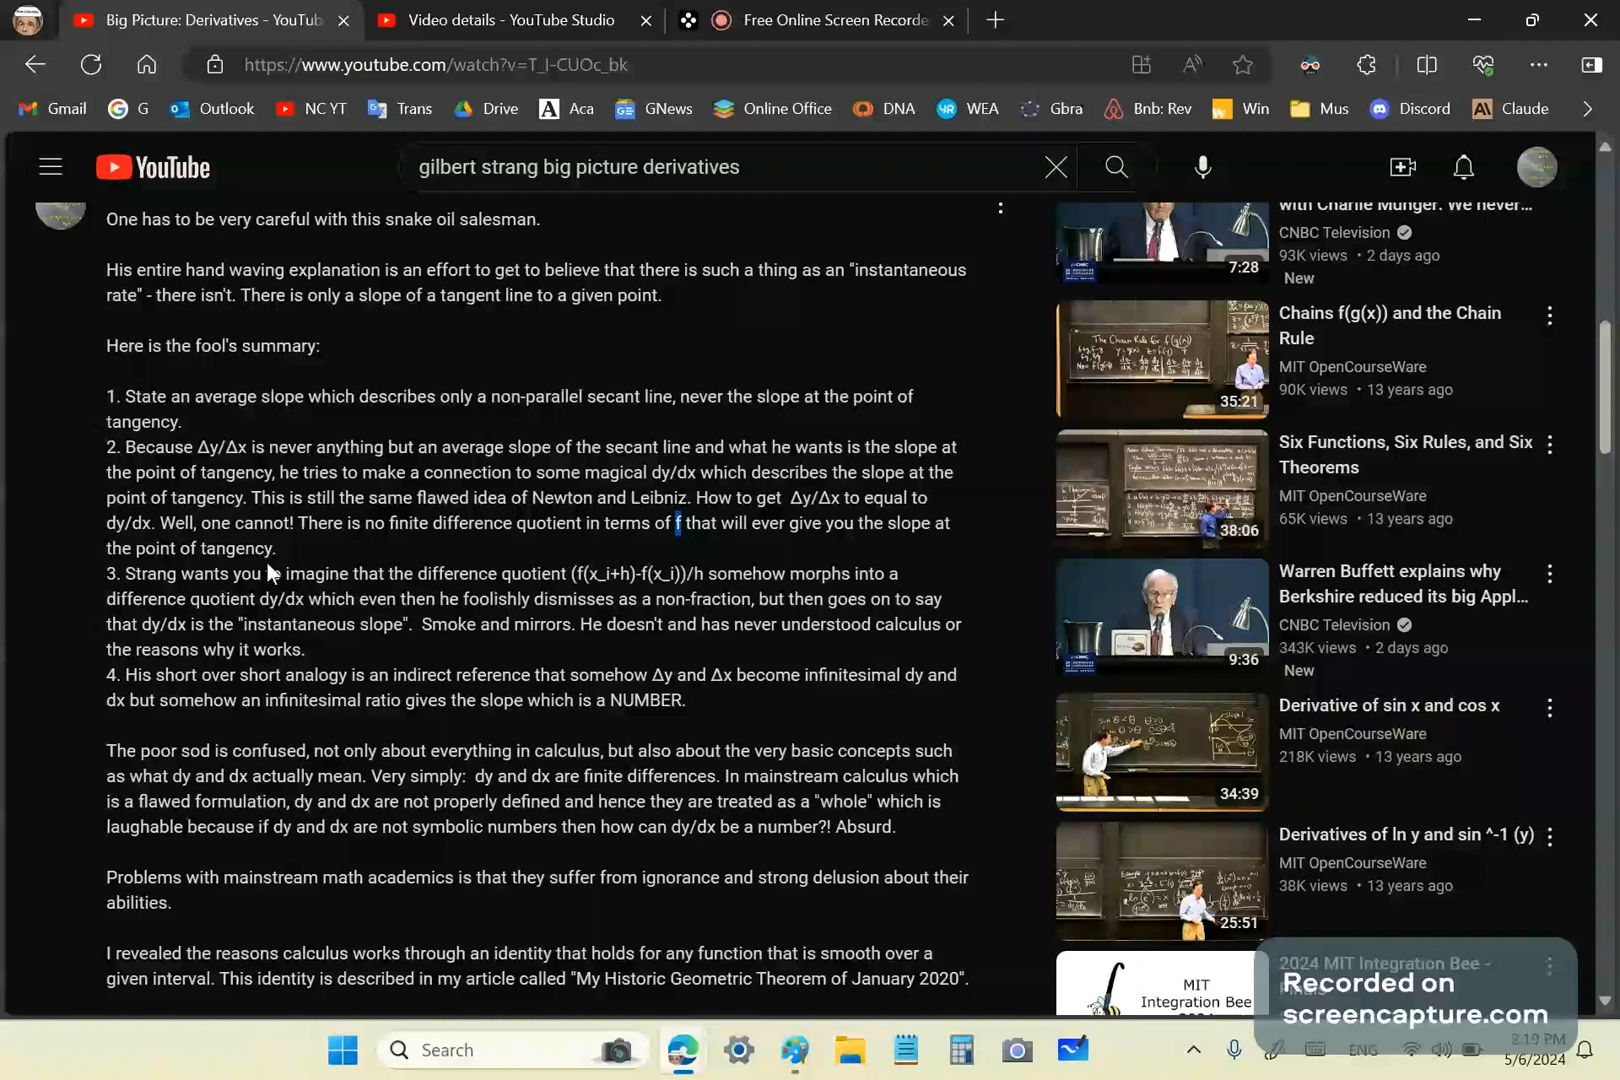 Big Picture: Derivatives - YouTub
Video details - YouTube Studio
Free Online Screen Recorde
https://www.youtube.com/watch?v=T_I-CUOc_bk
Gmail
G
Outlook
NC YT
Trans
Drive
Aca
GNews
Online Office
DNA
WEA
Gbra
Bnb: Rev
Win
Mus
Discord
Claude
YouTube
gilbert strang big picture derivatives
One has to be very careful with this snake oil salesman.
His entire hand waving explanation is an effort to get to believe that there is such a thing as an "instantaneous
rate" - there isn't. There is only a slope of a tangent line to a given point.
Here is the fool's summary:
1. State an average slope which describes only a non-parallel secant line, never the slope at the point of
tangency.
2. Because Δy/Δx is never anything but an average slope of the secant line and what he wants is the slope at
the point of tangency, he tries to make a connection to some magical dy/dx which describes the slope at the
point of tangency. This is still the same flawed idea of Newton and Leibniz. How to get Δy/Δx to equal to
dy/dx. Well, one cannot! There is no finite difference quotient in terms of f that will ever give you the slope at
the point of tangency.
3. Strang wants you to imagine that the difference quotient (f(x_i+h)-f(x_i))/h somehow morphs into a
difference quotient dy/dx which even then he foolishly dismisses as a non-fraction, but then goes on to say
that dy/dx is the "instantaneous slope". Smoke and mirrors. He doesn't and has never understood calculus or
the reasons why it works.
4. His short over short analogy is an indirect reference that somehow Δy and Δx become infinitesimal dy and
dx but somehow an infinitesimal ratio gives the slope which is a NUMBER.
The poor sod is confused, not only about everything in calculus, but also about the very basic concepts such
as what dy and dx actually mean. Very simply: dy and dx are finite differences. In mainstream calculus which
is a flawed formulation, dy and dx are not properly defined and hence they are treated as a "whole" which is
laughable because if dy and dx are not symbolic numbers then how can dy/dx be a number?! Absurd.
Problems with mainstream math academics is that they suffer from ignorance and strong delusion about their
abilities.
I revealed the reasons calculus works through an identity that holds for any function that is smooth over a
given interval. This identity is described in my article called "My Historic Geometric Theorem of January 2020".
with Charlie Munger. We never...
CNBC Television
93K views • 2 days ago
New
7:28
Chains f(g(x)) and the Chain
Rule
MIT OpenCourseWare
90K views • 13 years ago
35:21
Six Functions, Six Rules, and Six
Theorems
MIT OpenCourseWare
65K views • 13 years ago
38:06
Warren Buffett explains why
Berkshire reduced its big Appl...
CNBC Television
343K views • 2 days ago
New
9:36
Derivative of sin x and cos x
MIT OpenCourseWare
218K views • 13 years ago
34:39
Derivatives of ln y and sin ^-1 (y)
MIT OpenCourseWare
38K views • 13 years ago
25:51
2024 MIT Integration Bee -
MIT
Integration Bee
Recorded on
screencapture.com
Search
ENG
2:19 PM
5/6/2024